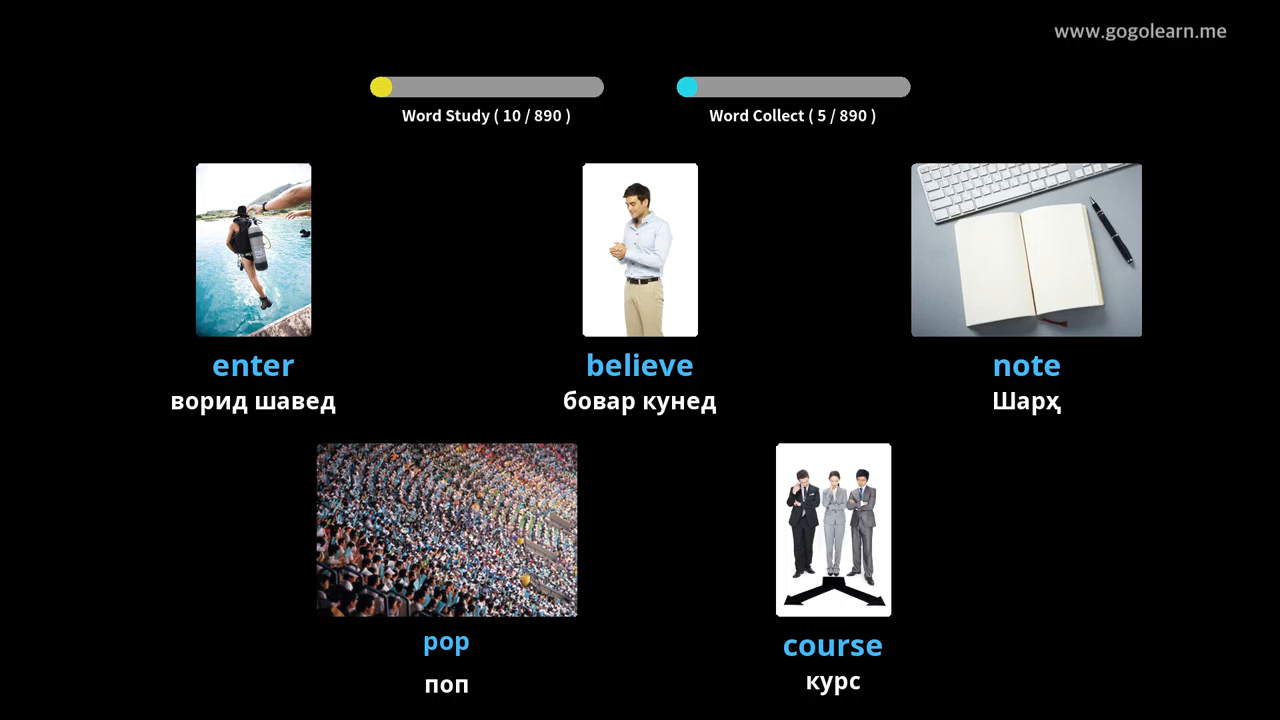 www.gogolearn.me
Word Study ( 10 / 890 )
Word Collect ( 5 / 890 )
enter
ворид шавед
believe
бовар кунед
note
Шарҳ
pop
поп
course
курс